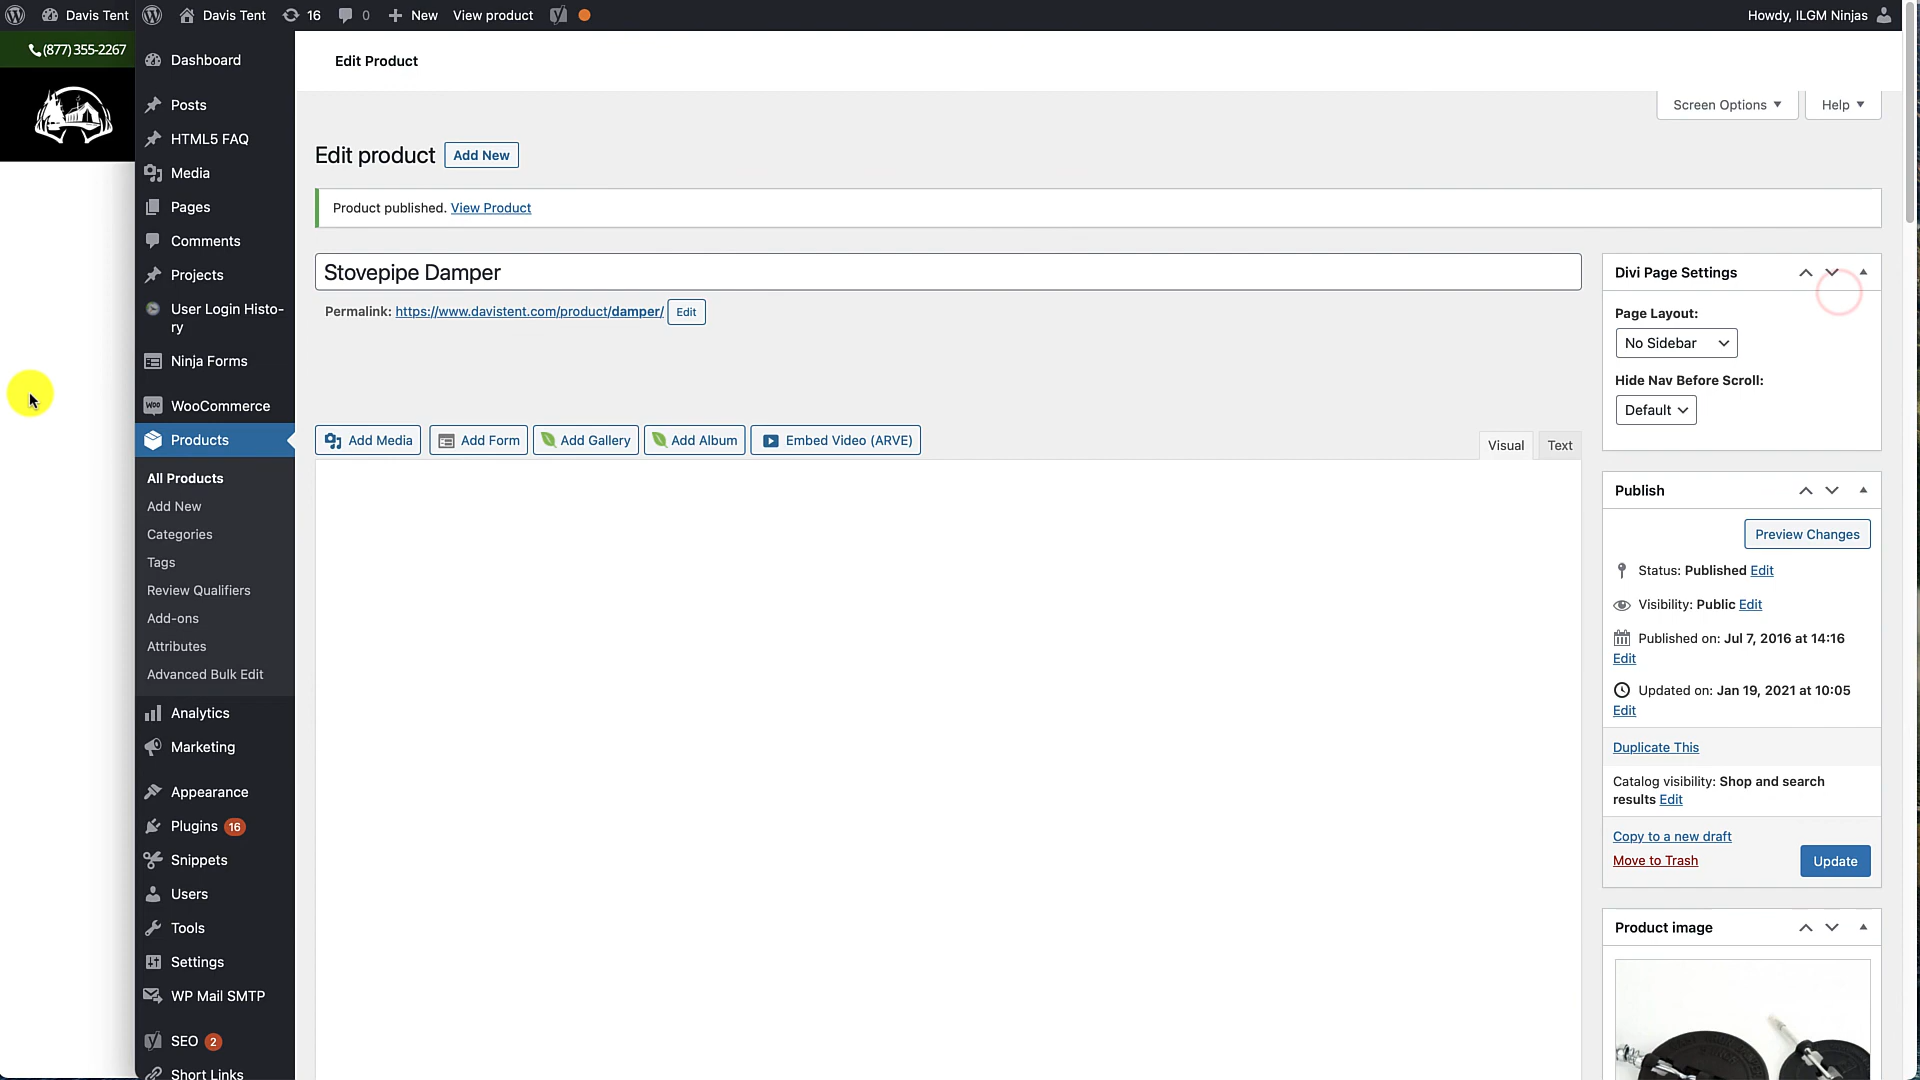 Davis Tent
Davis Tent
16
0
New
View product
Howdy, ILGM Ninjas
(877) 355-2267
Dashboard
Posts
HTML5 FAQ
Media
Pages
Comments
Projects
User Login Histo-
ry
Ninja Forms
WooCommerce
Products
All Products
Add New
Categories
Tags
Review Qualifiers
Add-ons
Attributes
Advanced Bulk Edit
Analytics
Marketing
Appearance
Plugins 16
Snippets
Users
Tools
Settings
WP Mail SMTP
SEO 2
Short Links
Edit Product
Screen Options
Help
Edit product Add New
Product published. View Product
Stovepipe Damper
Permalink: https://www.davistent.com/product/damper/ Edit
Add Media
Add Form
Add Gallery
Add Album
Embed Video (ARVE)
Visual
Text
Divi Page Settings
Page Layout:
No Sidebar
Hide Nav Before Scroll:
Default
Publish
Preview Changes
Status: Published Edit
Visibility: Public Edit
Published on: Jul 7, 2016 at 14:16
Edit
Updated on: Jan 19, 2021 at 10:05
Edit
Duplicate This
Catalog visibility: Shop and search
results Edit
Copy to a new draft
Move to Trash
Update
Product image